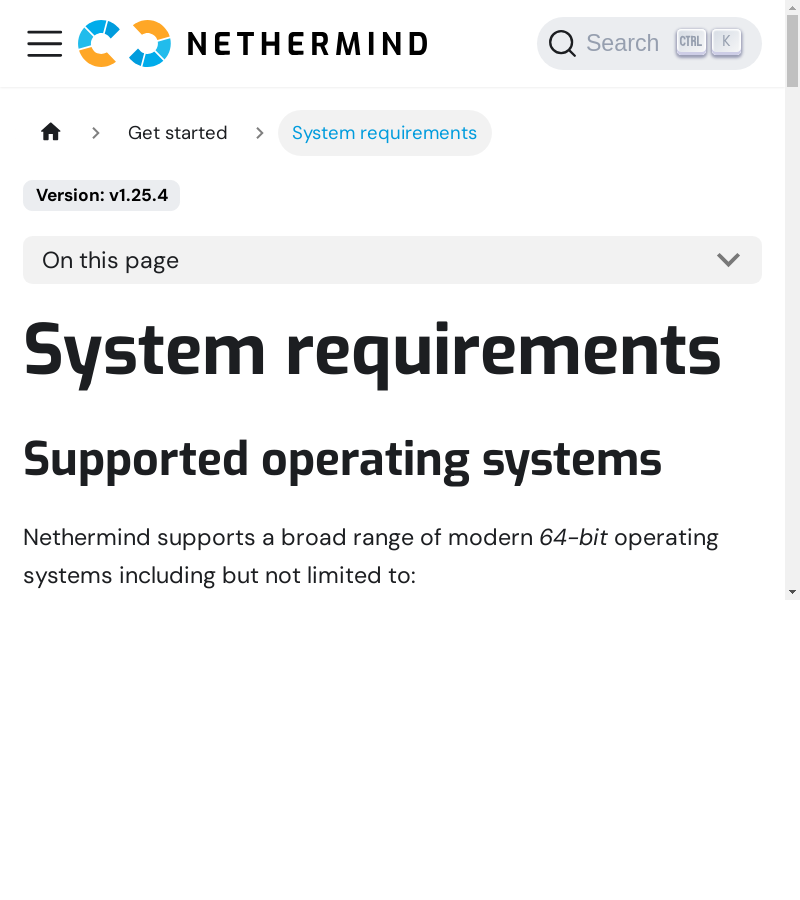 NETHERMIND
Search CTRL K
Get started System requirements
Version: v1.25.4
On this page
System requirements
Supported operating systems
Nethermind supports a broad range of modern 64-bit operating
systems including but not limited to: